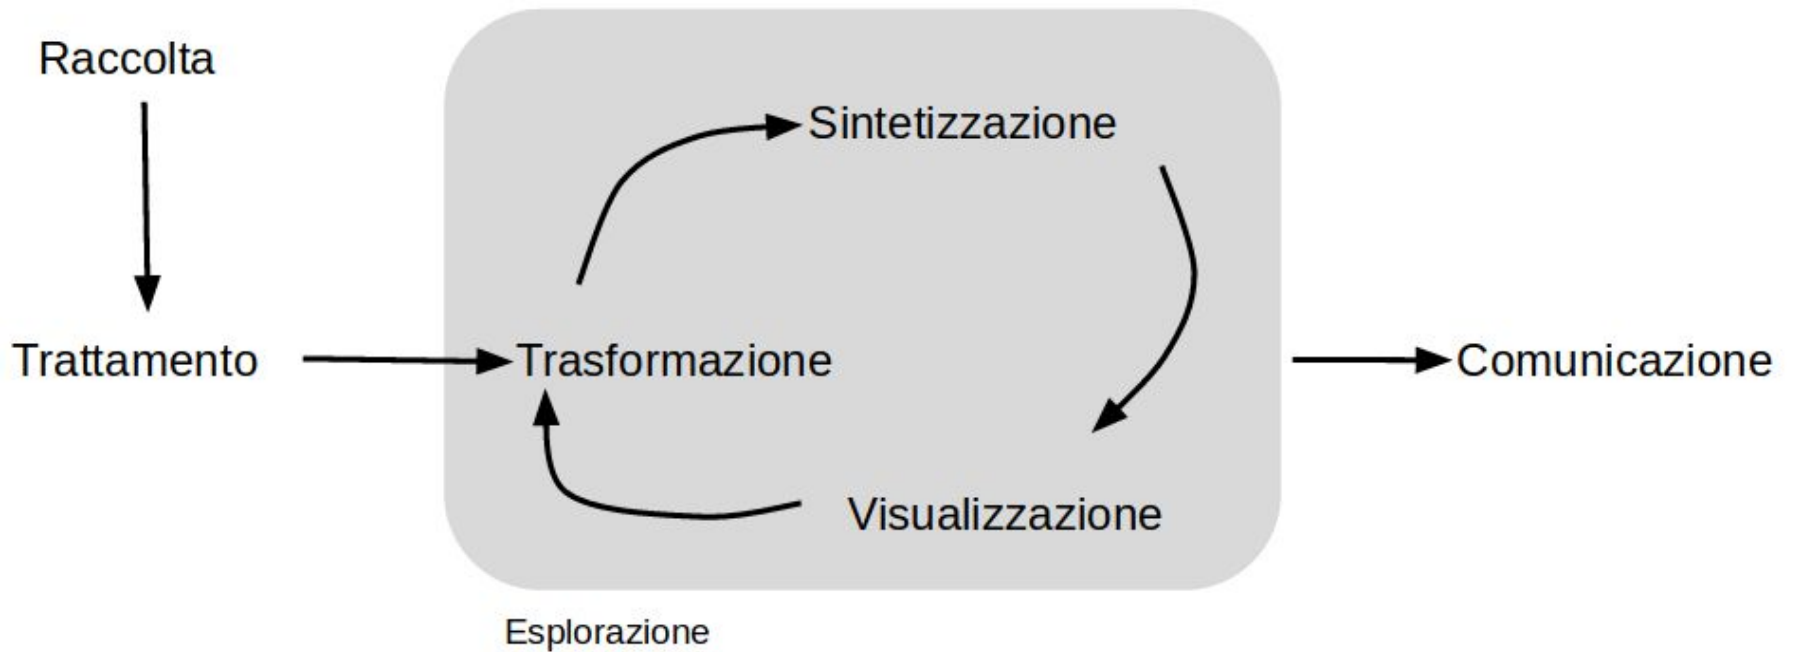 Raccolta
Sintetizzazione
Trattamento
Trasformazione
Comunicazione
Visualizzazione
Esplorazione